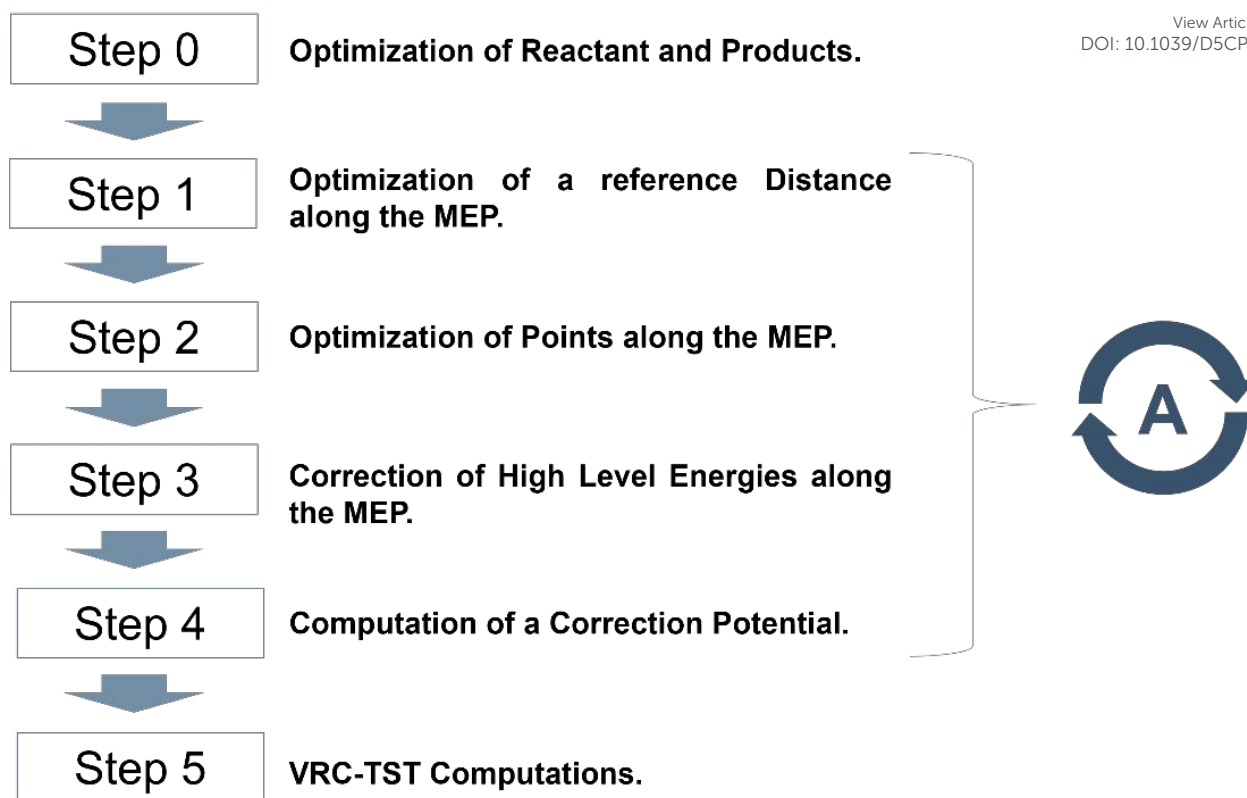 View Artic
DOI: 10.1039/D5CP
Step 0
Optimization of Reactant and Products.
Step 1
Optimization of a reference Distance
along the MEP.
Step 2
Optimization of Points along the MEP.
Step 3
Correction of High Level Energies along
the MEP.
Step 4
Computation of a Correction Potential.
A
Step 5
VRC-TST Computations.